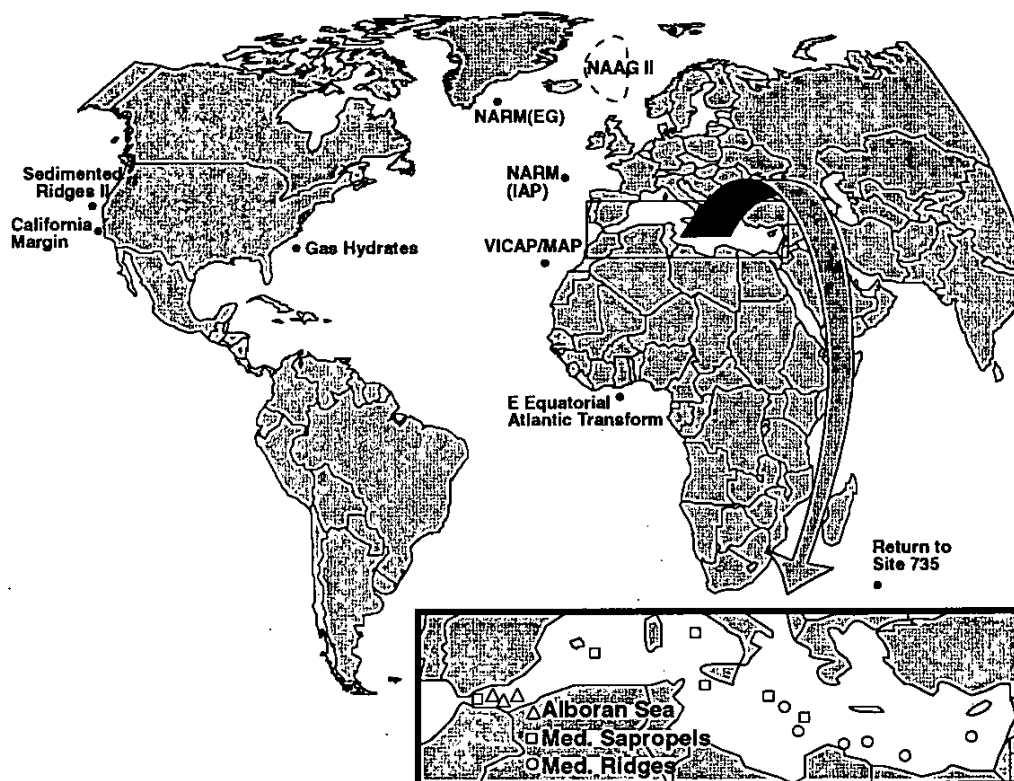 NAAG II
NARM(EG)
Sedimented
Ridges II
NARM
(IAP)
California
Margin
Gas Hydrates
VICAP/MAP
E Equatorial
Atlantic Transform
Return to
Site 735
Alboran Sea
Med. Sapropels
Med. Ridges